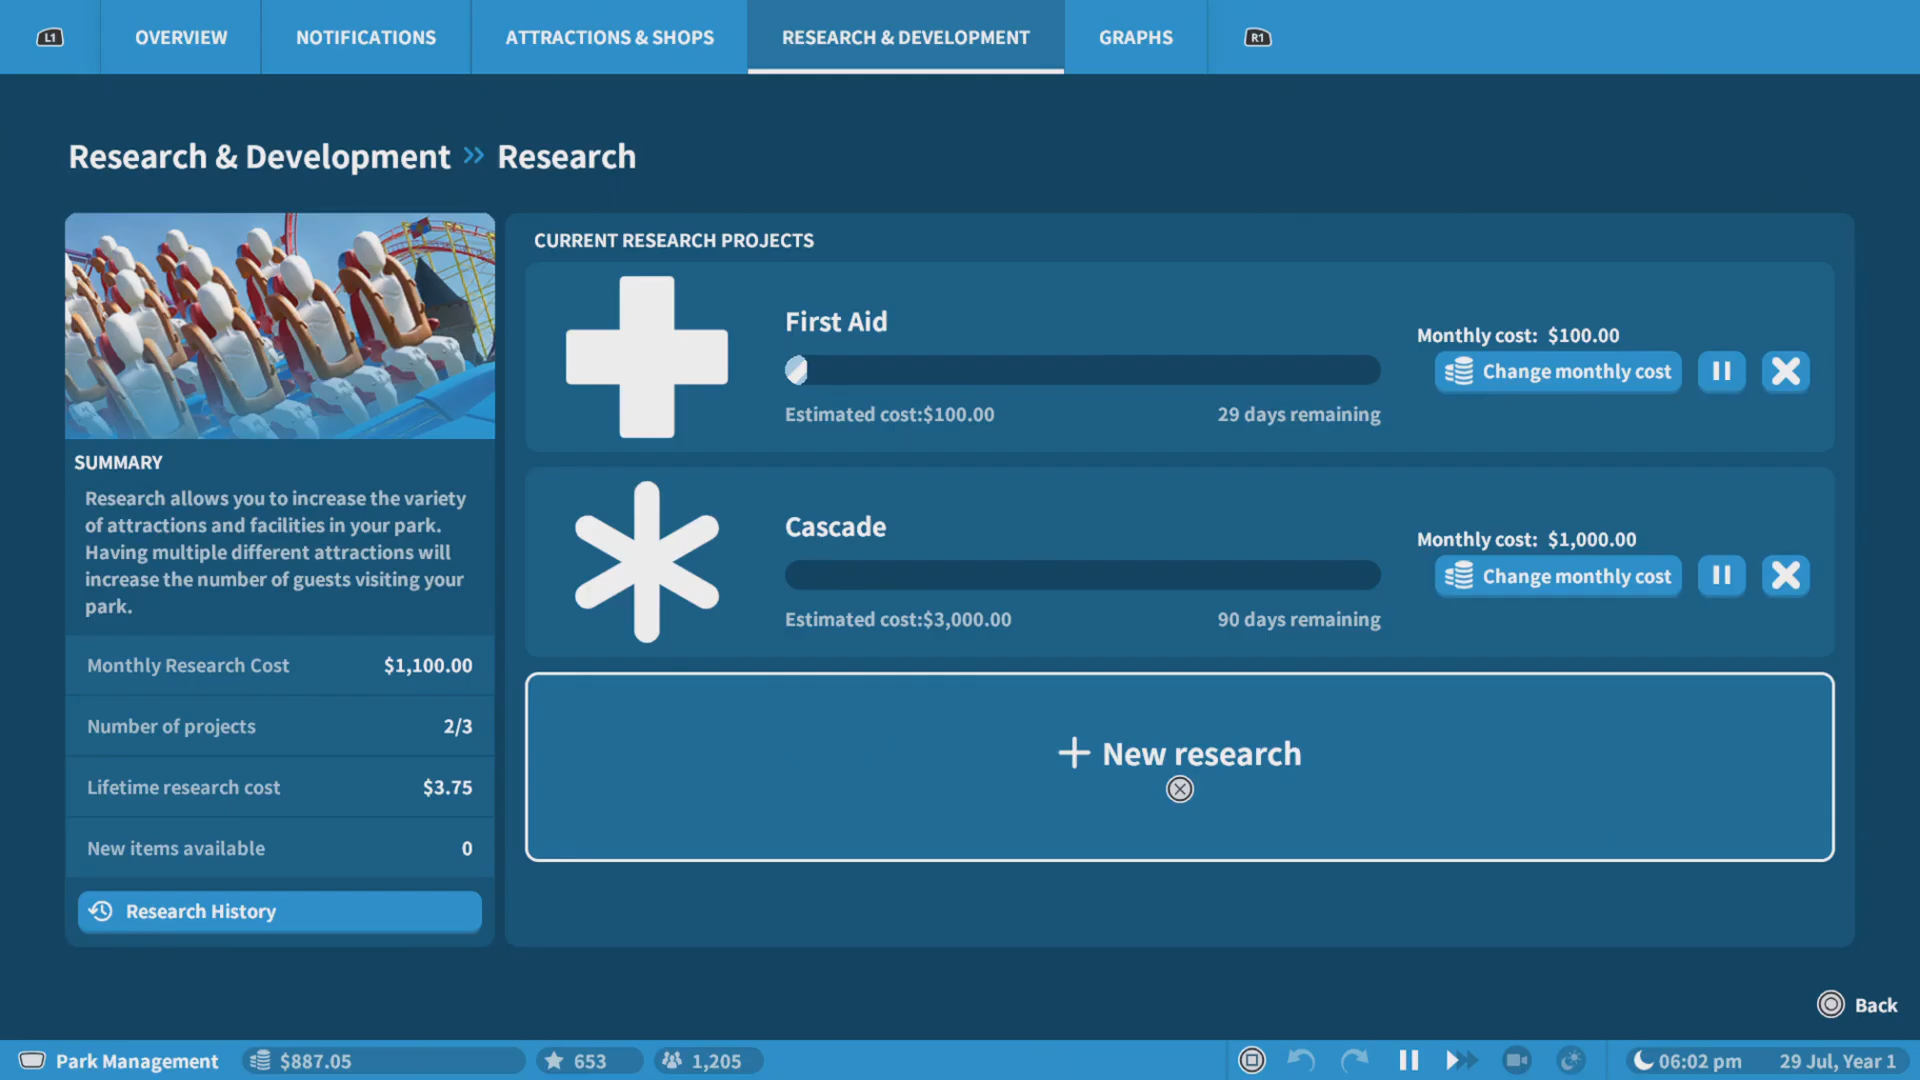 L1
OVERVIEW
NOTIFICATIONS
ATTRACTIONS & SHOPS
RESEARCH & DEVELOPMENT
GRAPHS
R1
Research & Development » Research
SUMMARY
Research allows you to increase the variety
of attractions and facilities in your park.
Having multiple different attractions will
increase the number of guests visiting your
park.
Monthly Research Cost $1,100.00
Number of projects 2/3
Lifetime research cost $3.75
New items available 0
Research History
CURRENT RESEARCH PROJECTS
First Aid
Estimated cost:$100.00 29 days remaining
Monthly cost: $100.00
Change monthly cost
Cascade
Estimated cost:$3,000.00 90 days remaining
Monthly cost: $1,000.00
Change monthly cost
+ New research
Back
Park Management $887.05 653 1,205 06:02 pm 29 Jul, Year 1